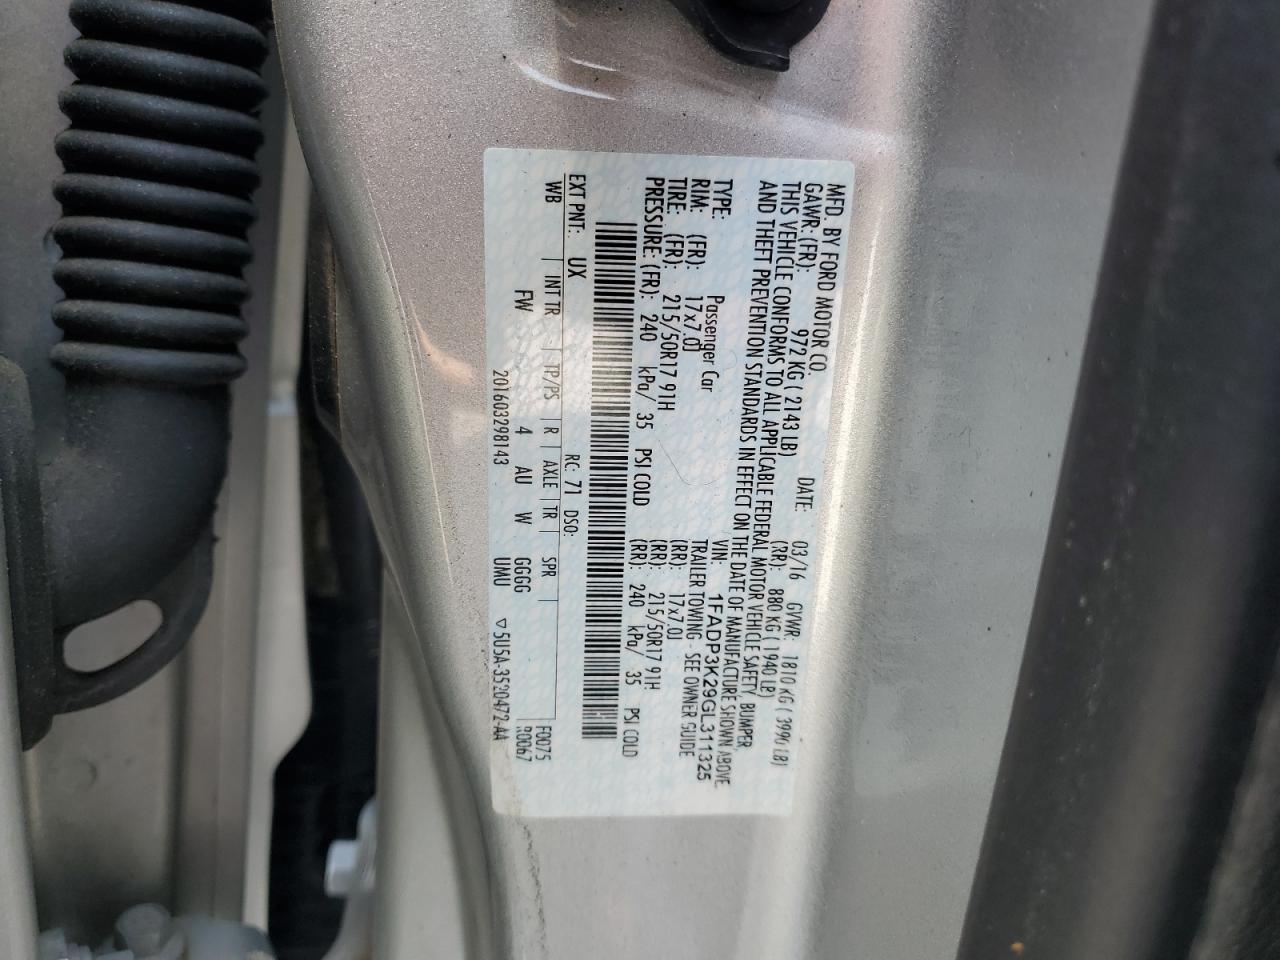 MFD. BY FORD MOTOR CO.
DATE: 03/16 GVWR: 1810 KG ( 3990 LB)
GAWR: (FR): 972 KG ( 2143 LB) (RR): 880 KG ( 1940 LB)
THIS VEHICLE CONFORMS TO ALL APPLICABLE FEDERAL MOTOR VEHICLE SAFETY, BUMPER,
AND THEFT PREVENTION STANDARDS IN EFFECT ON THE DATE OF MANUFACTURE SHOWN ABOVE.
VIN: 1FADP3K29GL311325
TYPE: Passenger Car TRAILER TOWING - SEE OWNER GUIDE
RIM: (FR): 17x7.0J (RR): 17x7.0J
TIRE: (FR): 215/50R17 91H (RR): 215/50R17 91H
PRESSURE: (FR): 240 kPa/ 35 PSI COLD (RR): 240 kPa/ 35 PSI COLD
EXT PNT: UX RC: 71 DSO:
WB INT TR TP/PS R AXLE TR SPR F0075
FW 4 AU W GGGG R0067
201603298143 UMU ▽5U5A-3520472-AA